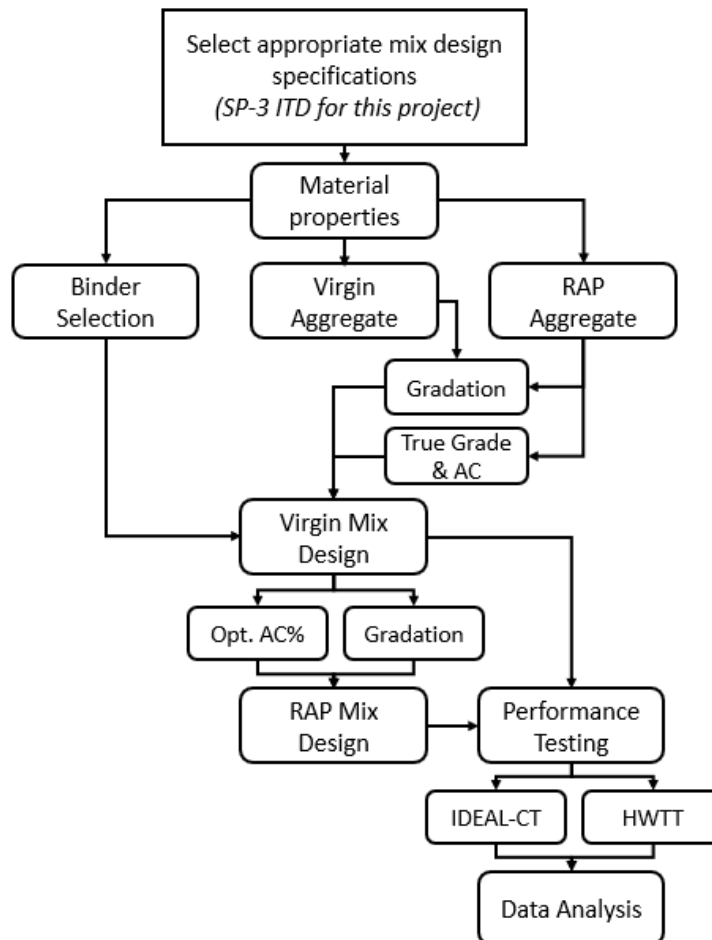 Select appropriate mix design
specifications
(SP-3 ITD for this project)
Material
properties
Binder
Selection
Virgin
Aggregate
RAP
Aggregate
Gradation
True Grade
& AC
Virgin Mix
Design
Opt. AC%
Gradation
RAP Mix
Design
Performance
Testing
IDEAL-CT
HWTT
Data Analysis